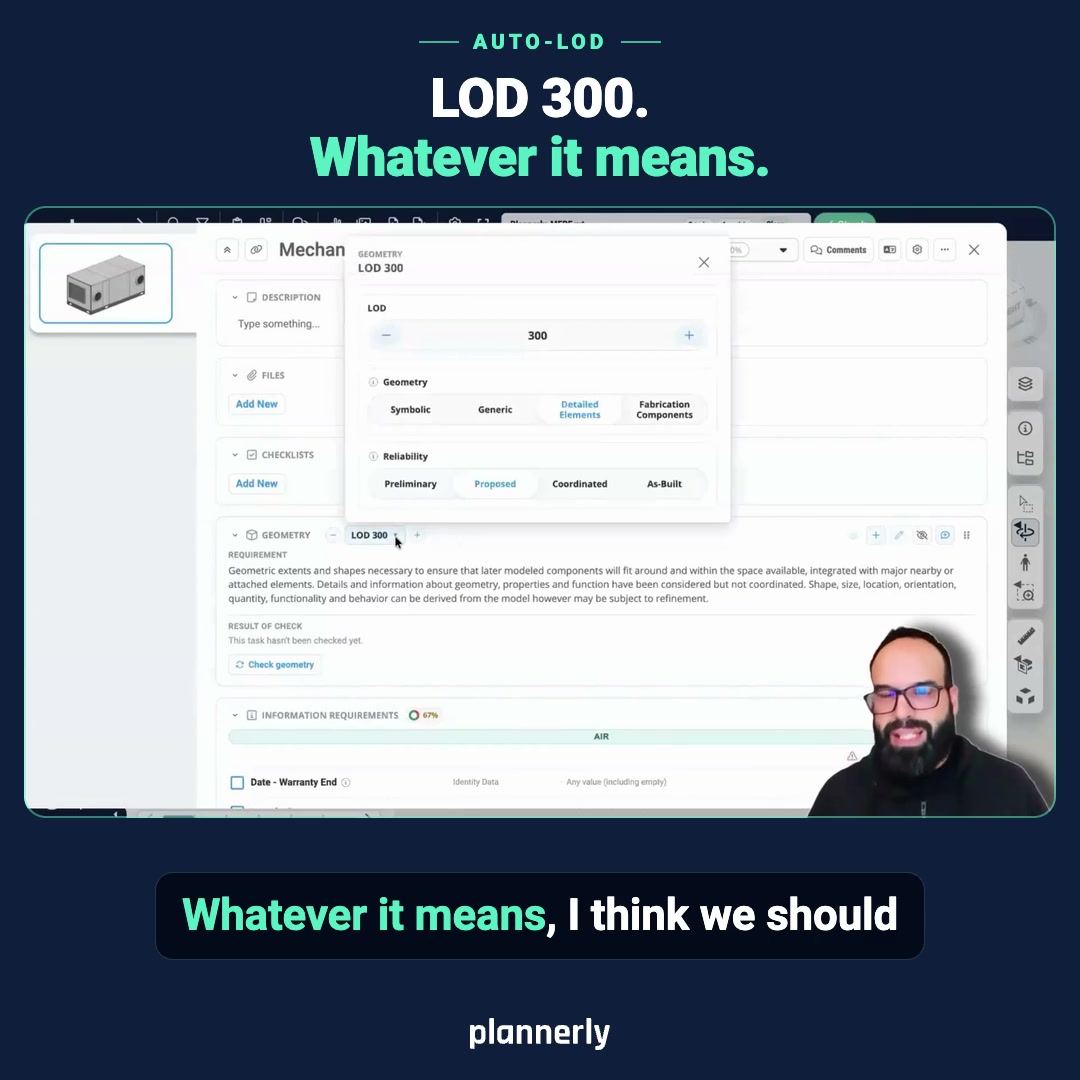 AUTO-LOD
LOD 300.
Whatever it means.
Mechan
GEOMETRY
LOD 300
0%
Comments
DESCRIPTION
Type something...
LOD
300
FILES
Add New
Geometry
Symbolic
Generic
Detailed Elements
Fabrication Components
CHECKLISTS
Add New
Reliability
Preliminary
Proposed
Coordinated
As-Built
GEOMETRY
LOD 300
REQUIREMENT
Geometric extents and shapes necessary to ensure that later modeled components will fit around and within the space available, integrated with major nearby or
attached elements. Details and information about geometry, properties and function have been considered but not coordinated. Shape, size, location, orientation,
quantity, functionality and behavior can be derived from the model however may be subject to refinement.
RESULT OF CHECK
This task hasn't been checked yet.
Check geometry
INFORMATION REQUIREMENTS
67%
AIR
Date - Warranty End
Identity Data
Any value (including empty)
Whatever it means, I think we should
plannerly